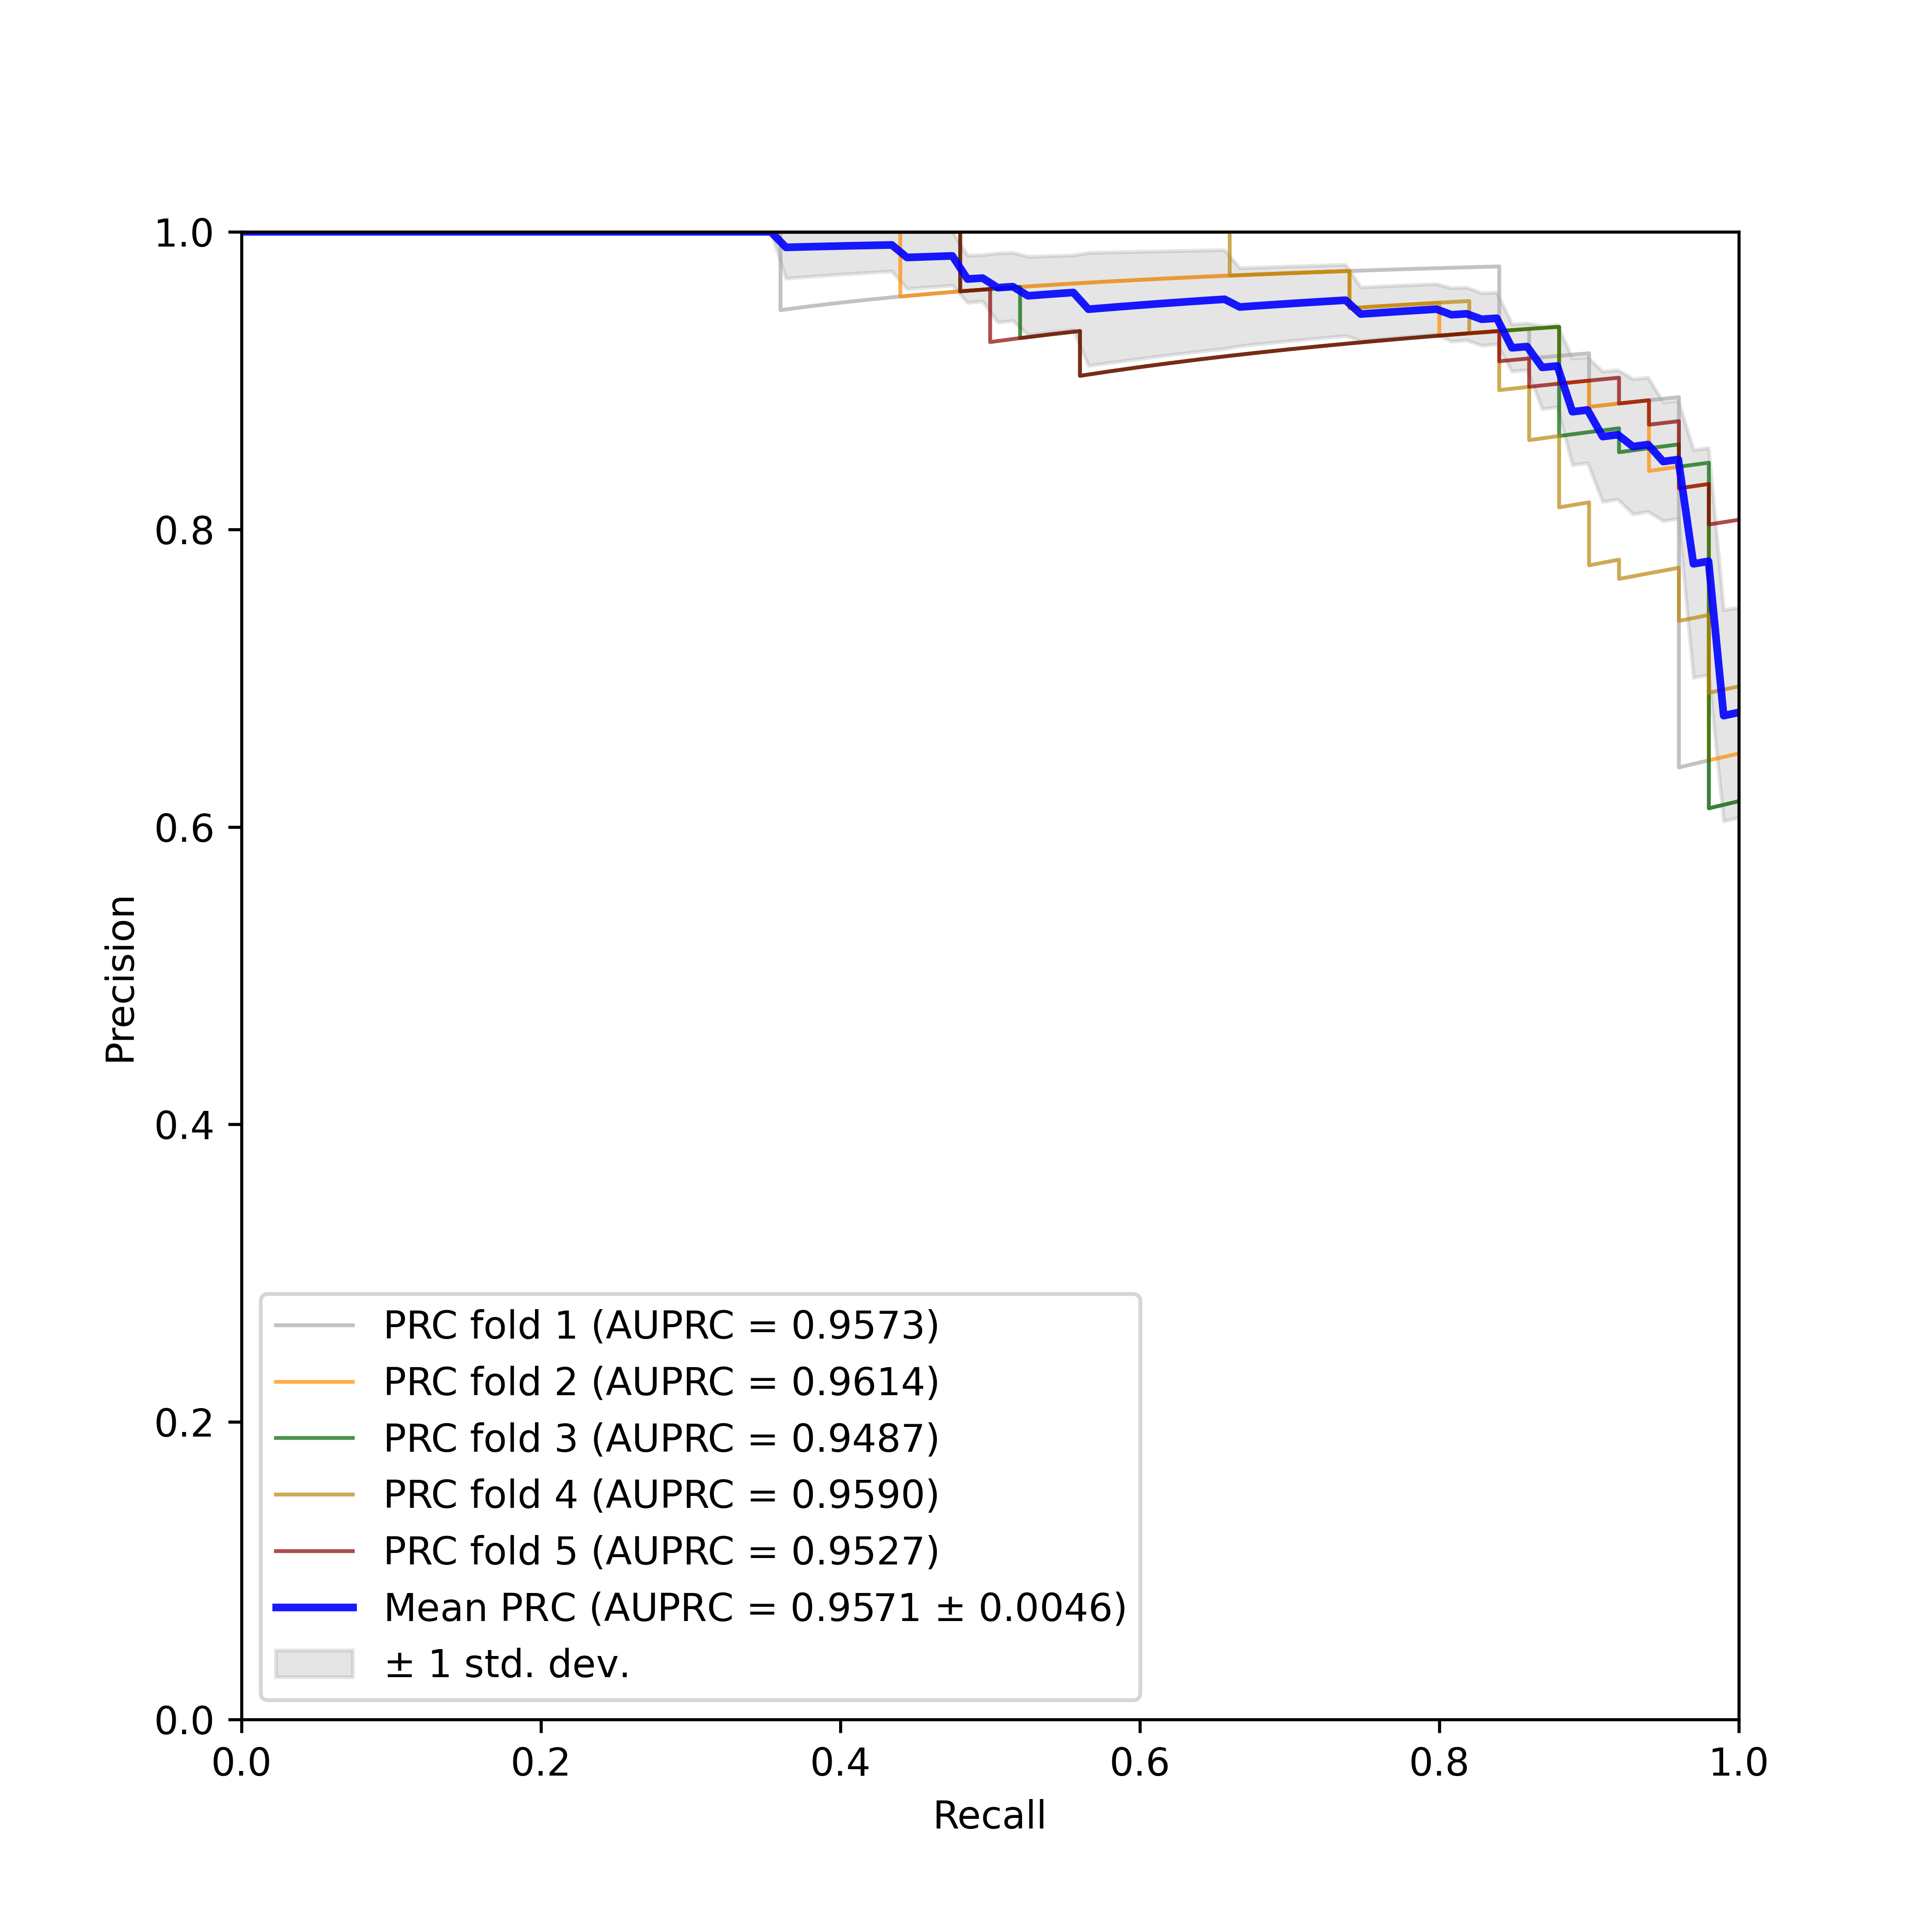 1.0
0.8
0.6
0.4
0.2
0.0
Precision
PRC fold 1 (AUPRC = 0.9573)
PRC fold 2 (AUPRC = 0.9614)
PRC fold 3 (AUPRC = 0.9487)
PRC fold 4 (AUPRC = 0.9590)
PRC fold 5 (AUPRC = 0.9527)
Mean PRC (AUPRC = 0.9571 ± 0.0046)
± 1 std. dev.
0.0 0.2 0.4 0.6 0.8 1.0
Recall